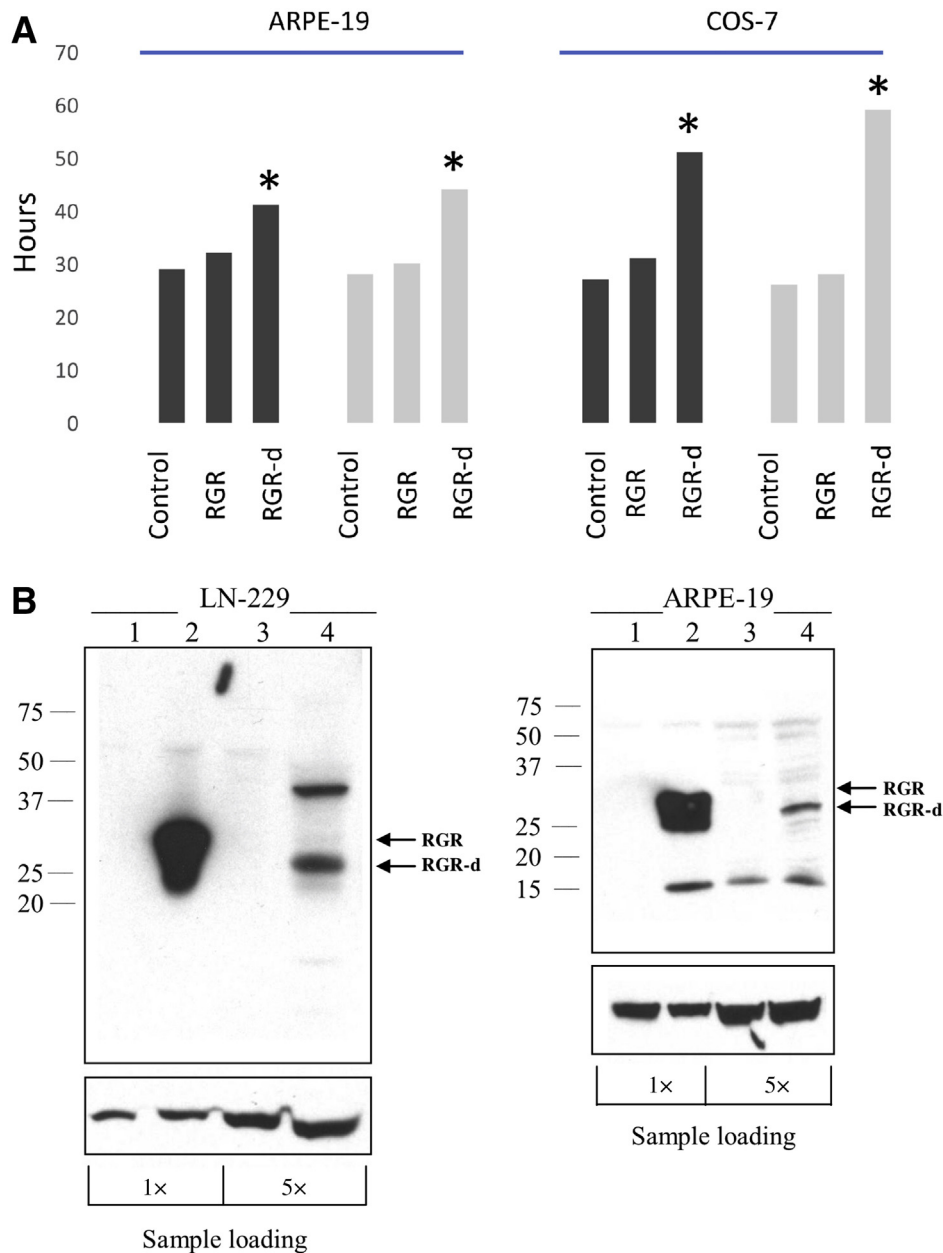 A
ARPE-19 COS-7
70
60
50
40
30
20
10
0
Hours
* * * *
Control RGR RGR-d Control RGR RGR-d Control RGR RGR-d Control RGR RGR-d
B
LN-229
1 2 3 4
75
50
37
25
20
RGR
RGR-d
1× 5×
Sample loading
ARPE-19
1 2 3 4
75
50
37
25
20
15
RGR
RGR-d
1× 5×
Sample loading